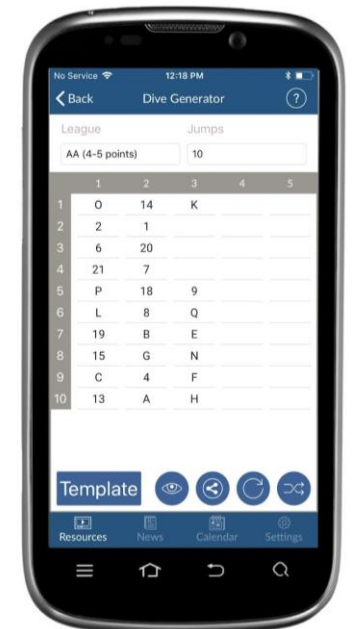 No Service 12:18 PM
Back Dive Generator ?
League Jumps
AA (4-5 points) 10
1 2 3 4 5
1 O 14 K
2 2 1
3 6 20
4 21 7
5 P 18 9
6 L 8 Q
7 19 B E
8 15 G N
9 C 4 F
10 13 A H
Template
Resources News Calendar Settings